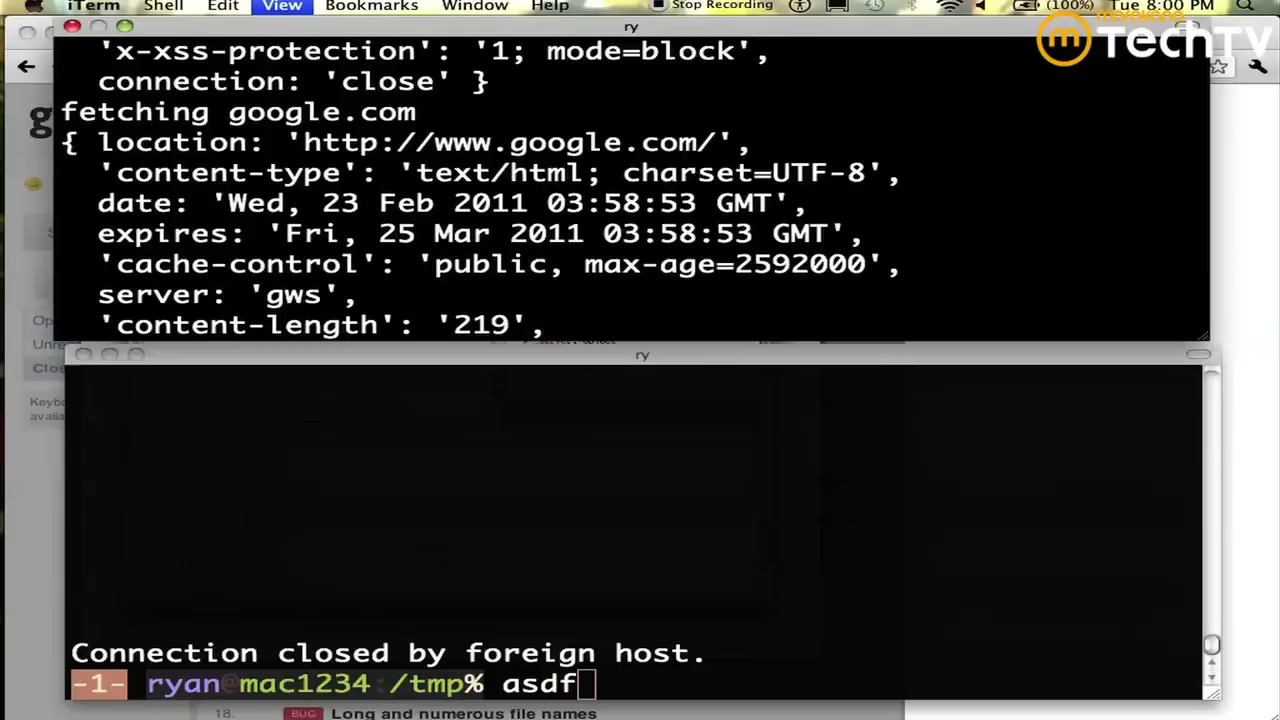 iTerm Shell Edit View Bookmarks Window Help Stop Recording (100%) Tue 8:00 PM
marakana
TechTV
ry
'x-xss-protection': '1; mode=block',
connection: 'close' }
fetching google.com
{ location: 'http://www.google.com/',
'content-type': 'text/html; charset=UTF-8',
date: 'Wed, 23 Feb 2011 03:58:53 GMT',
expires: 'Fri, 25 Mar 2011 03:58:53 GMT',
'cache-control': 'public, max-age=2592000',
server: 'gws',
'content-length': '219',
ry
Connection closed by foreign host.
-1- ryan@mac1234:/tmp% asdf
18. BUG Long and numerous file names